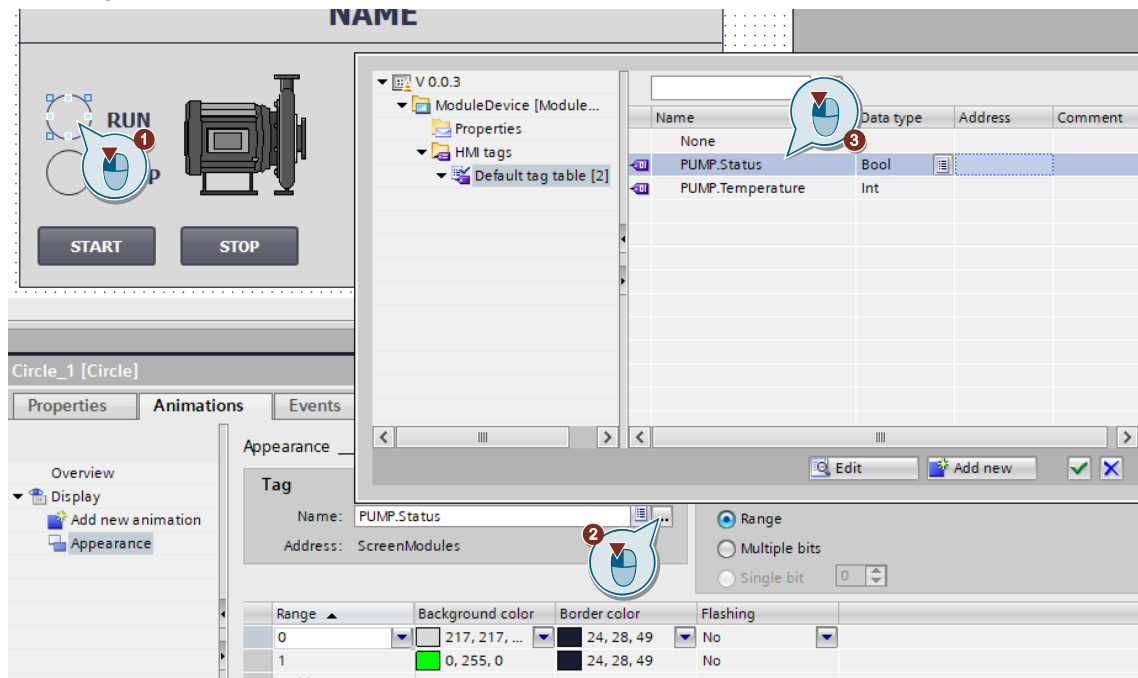 NAME
RUN
1
P
START
STOP
V 0.0.3
ModuleDevice [Module...
Properties
HMI tags
Default tag table [2]
Name Data type Address Comment
None
3
PUMP.Status Bool
PUMP.Temperature Int
Edit Add new
Circle_1 [Circle]
Properties Animations Events
Overview
Display
Add new animation
Appearance
Appearance
Tag
Name: PUMP.Status ...
Address: ScreenModules
2
Range
Multiple bits
Single bit 0
Range Background color Border color Flashing
0 217, 217, ... 24, 28, 49 No
1 0, 255, 0 24, 28, 49 No